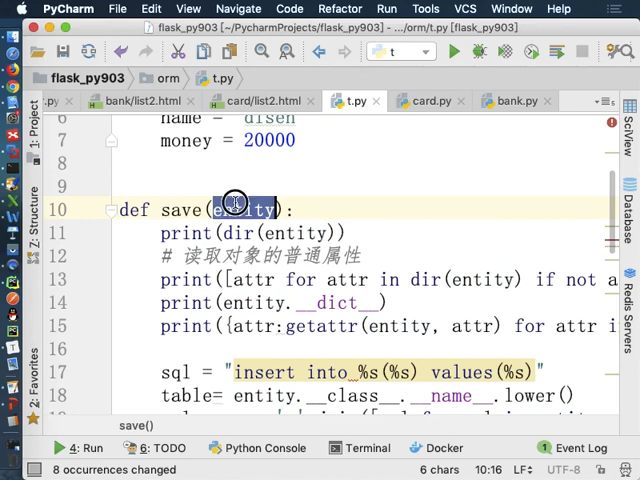 PyCharm File Edit View Navigate Code Refactor Run Tools VCS Window Help
flask_py903 [~/PycharmProjects/flask_py903] - .../orm/t.py [flask_py903]
t
flask_py903 orm t.py
.py bank/list2.html card/list2.html t.py card.py bank.py
6 name = "disen
7 money = 20000
8
9
10 def save(entity):
11 print(dir(entity))
12 # 读取对象的普通属性
13 print([attr for attr in dir(entity) if not a
14 print(entity.__dict__)
15 print({attr:getattr(entity, attr) for attr i
16
17 sql = "insert into %s(%s) values(%s)"
18 table= entity.__class__.__name__.lower()
save()
1: Project
7: Structure
2: Favorites
SciView
Database
Redis Servers
4: Run 6: TODO Python Console Terminal Docker 1 Event Log
8 occurrences changed 6 chars 10:16 LF UTF-8